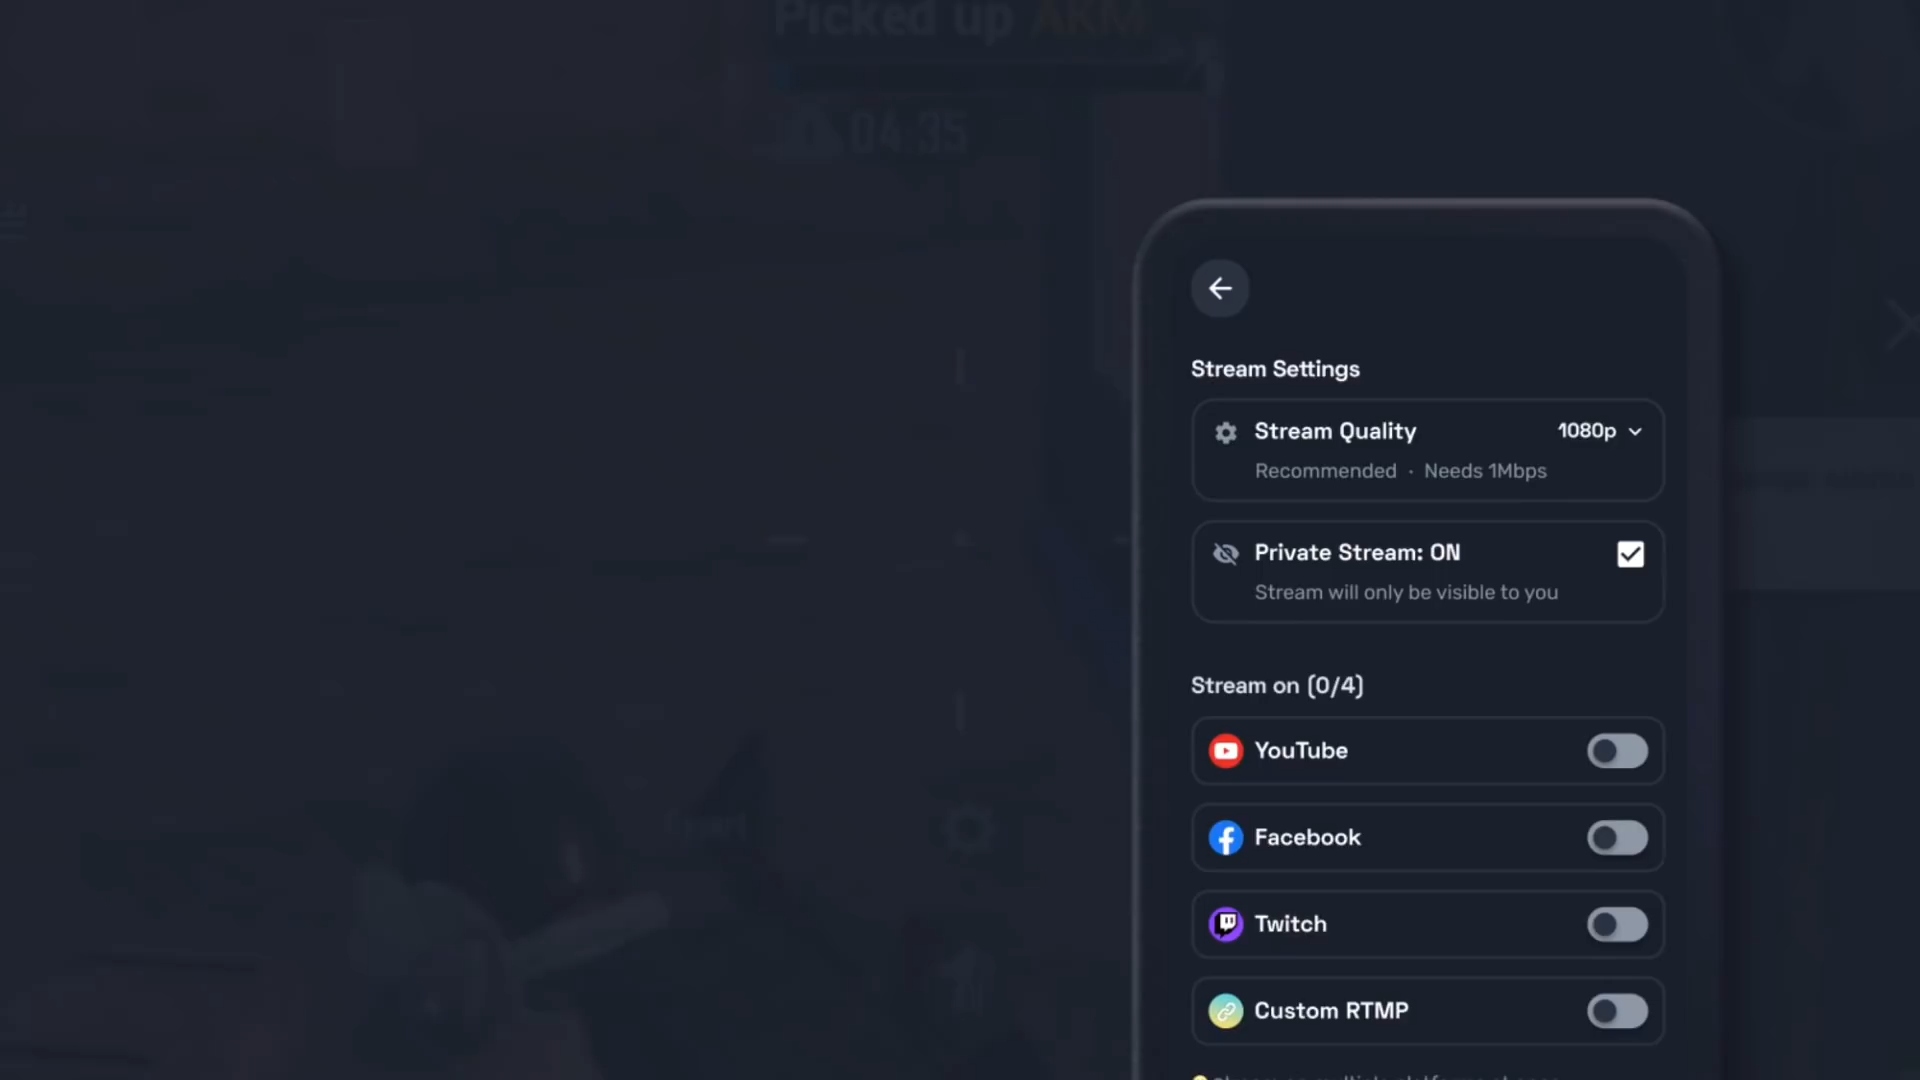 Picked up AKM
04:35
Stream Settings
Stream Quality 1080p
Recommended · Needs 1Mbps
Private Stream: ON
Stream will only be visible to you
Stream on (0/4)
YouTube
Facebook
Twitch
Custom RTMP